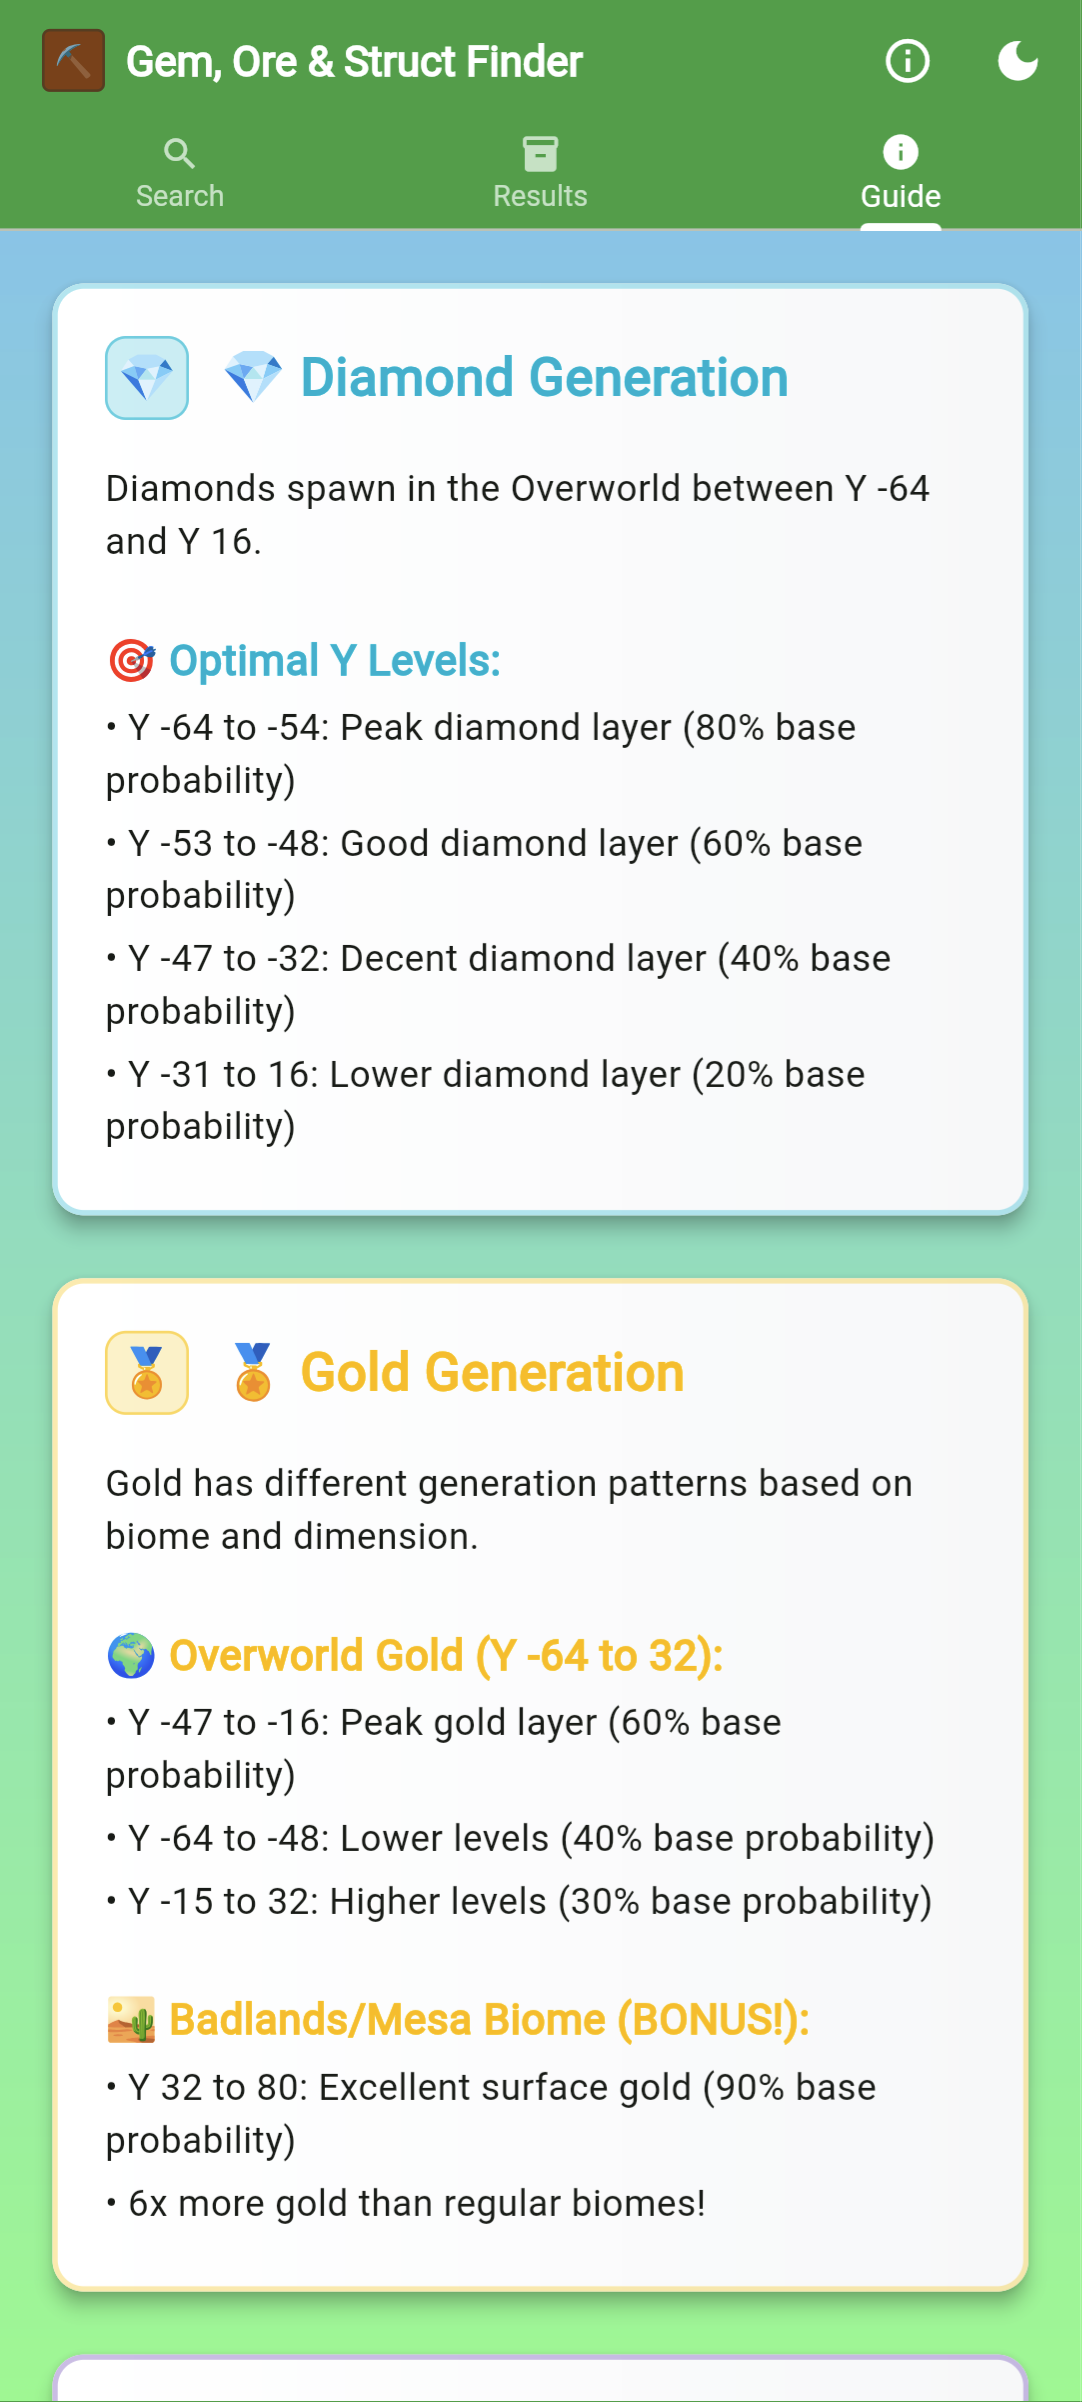 Gem, Ore & Struct Finder
Search
Results
Guide
Diamond Generation
Diamonds spawn in the Overworld between Y -64
and Y 16.
Optimal Y Levels:
• Y -64 to -54: Peak diamond layer (80% base
probability)
• Y -53 to -48: Good diamond layer (60% base
probability)
• Y -47 to -32: Decent diamond layer (40% base
probability)
• Y -31 to 16: Lower diamond layer (20% base
probability)
Gold Generation
Gold has different generation patterns based on
biome and dimension.
Overworld Gold (Y -64 to 32):
• Y -47 to -16: Peak gold layer (60% base
probability)
• Y -64 to -48: Lower levels (40% base probability)
• Y -15 to 32: Higher levels (30% base probability)
Badlands/Mesa Biome (BONUS!):
• Y 32 to 80: Excellent surface gold (90% base
probability)
• 6x more gold than regular biomes!